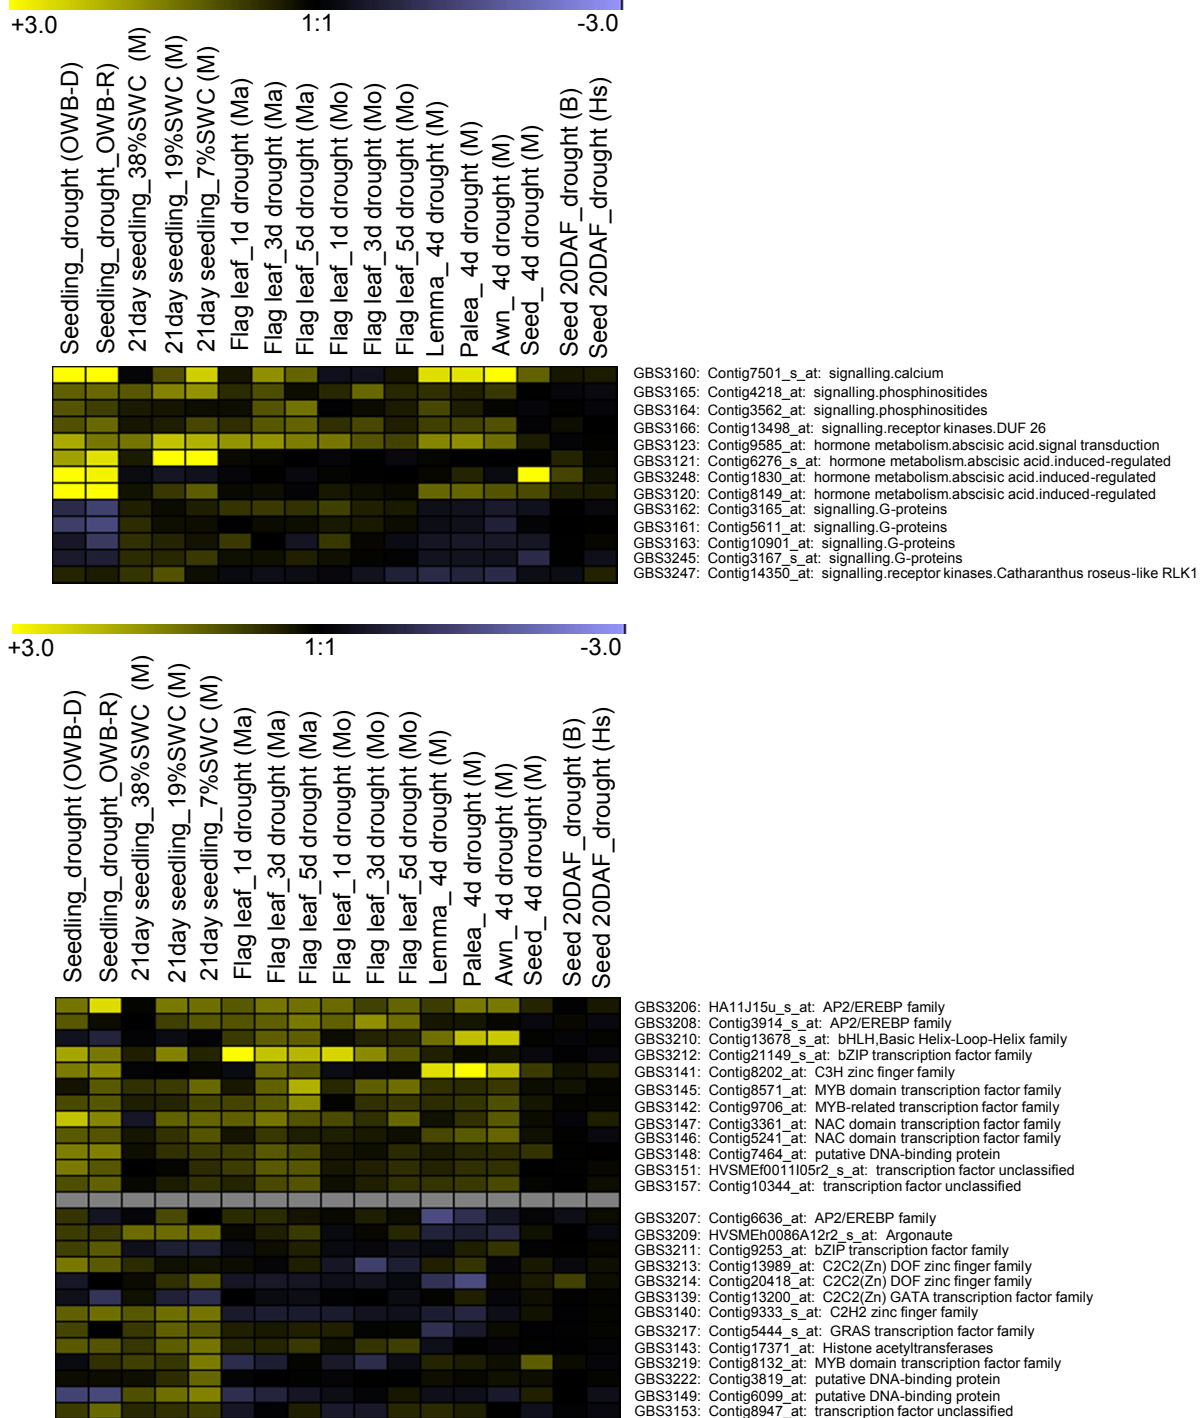 +3.0 1:1 -3.0
Seedling_drought (OWB-D)
Seedling_drought_OWB-R)
21day seedling_38%SWC (M)
21day seedling_19%SWC (M)
21day seedling_7%SWC (M)
Flag leaf_1d drought (Ma)
Flag leaf_3d drought (Ma)
Flag leaf_5d drought (Ma)
Flag leaf_1d drought (Mo)
Flag leaf_3d drought (Mo)
Flag leaf_5d drought (Mo)
Lemma_ 4d drought (M)
Palea_ 4d drought (M)
Awn_ 4d drought (M)
Seed_ 4d drought (M)
Seed 20DAF_drought (B)
Seed 20DAF_drought (Hs)
GBS3160: Contig7501_s_at: signalling.calcium
GBS3165: Contig4218_at: signalling.phosphinositides
GBS3164: Contig3562_at: signalling.phosphinositides
GBS3166: Contig13498_at: signalling.receptor kinases.DUF 26
GBS3123: Contig9585_at: hormone metabolism.abscisic acid.signal transduction
GBS3121: Contig6276_s_at: hormone metabolism.abscisic acid.induced-regulated
GBS3248: Contig1830_at: hormone metabolism.abscisic acid.induced-regulated
GBS3120: Contig8149_at: hormone metabolism.abscisic acid.induced-regulated
GBS3162: Contig3165_at: signalling.G-proteins
GBS3161: Contig5611_at: signalling.G-proteins
GBS3163: Contig10901_at: signalling.G-proteins
GBS3245: Contig3167_s_at: signalling.G-proteins
GBS3247: Contig14350_at: signalling.receptor kinases.Catharanthus roseus-like RLK1
+3.0 1:1 -3.0
Seedling_drought (OWB-D)
Seedling_drought_OWB-R)
21day seedling_38%SWC (M)
21day seedling_19%SWC (M)
21day seedling_7%SWC (M)
Flag leaf_1d drought (Ma)
Flag leaf_3d drought (Ma)
Flag leaf_5d drought (Ma)
Flag leaf_1d drought (Mo)
Flag leaf_3d drought (Mo)
Flag leaf_5d drought (Mo)
Lemma_ 4d drought (M)
Palea_ 4d drought (M)
Awn_ 4d drought (M)
Seed_ 4d drought (M)
Seed 20DAF_drought (B)
Seed 20DAF_drought (Hs)
GBS3206: HA11J15u_s_at: AP2/EREBP family
GBS3208: Contig3914_s_at: AP2/EREBP family
GBS3210: Contig13678_s_at: bHLH,Basic Helix-Loop-Helix family
GBS3212: Contig21149_s_at: bZIP transcription factor family
GBS3141: Contig8202_at: C3H zinc finger family
GBS3145: Contig8571_at: MYB domain transcription factor family
GBS3142: Contig9706_at: MYB-related transcription factor family
GBS3147: Contig3361_at: NAC domain transcription factor family
GBS3146: Contig5241_at: NAC domain transcription factor family
GBS3148: Contig7464_at: putative DNA-binding protein
GBS3151: HVSMEf0011I05r2_s_at: transcription factor unclassified
GBS3157: Contig10344_at: transcription factor unclassified
GBS3207: Contig6636_at: AP2/EREBP family
GBS3209: HVSMEh0086A12r2_s_at: Argonaute
GBS3211: Contig9253_at: bZIP transcription factor family
GBS3213: Contig13989_at: C2C2(Zn) DOF zinc finger family
GBS3214: Contig20418_at: C2C2(Zn) DOF zinc finger family
GBS3139: Contig13200_at: C2C2(Zn) GATA transcription factor family
GBS3140: Contig9333_s_at: C2H2 zinc finger family
GBS3217: Contig5444_s_at: GRAS transcription factor family
GBS3143: Contig17371_at: Histone acetyltransferases
GBS3219: Contig8132_at: MYB domain transcription factor family
GBS3222: Contig3819_at: putative DNA-binding protein
GBS3149: Contig6099_at: putative DNA-binding protein
GBS3153: Contig8947_at: transcription factor unclassified